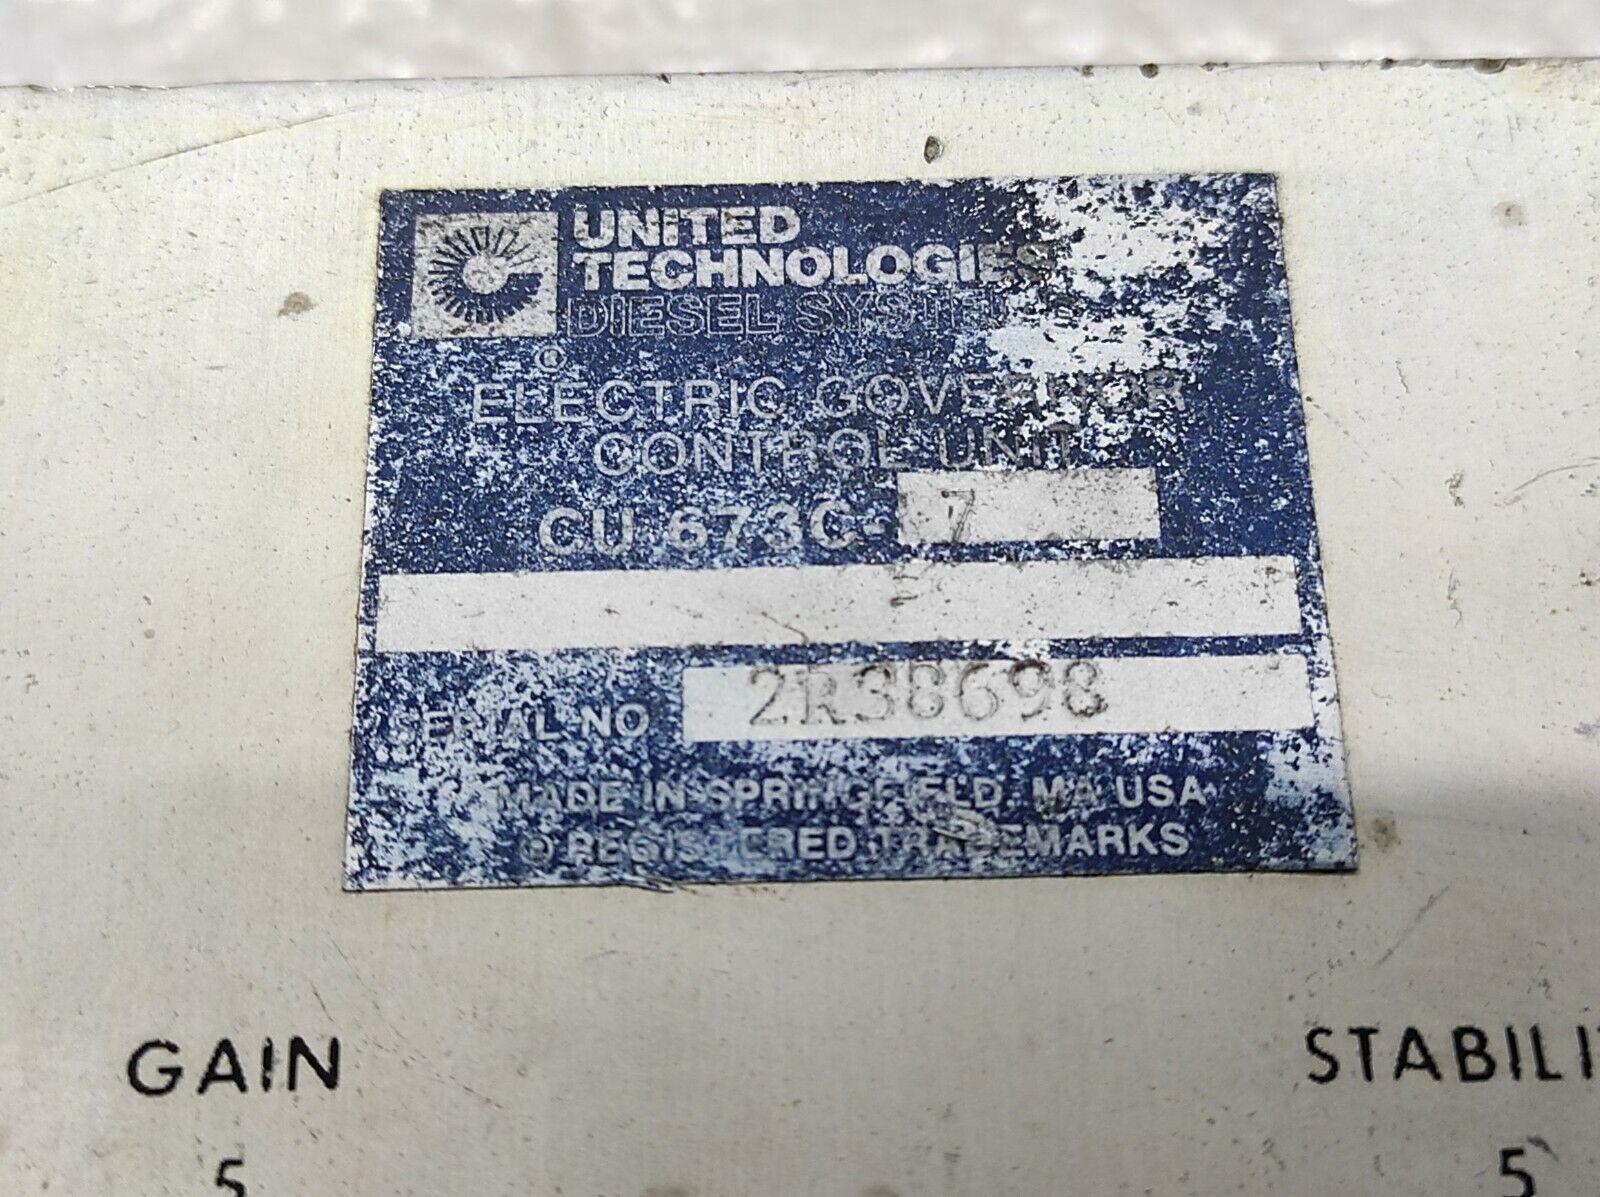 UNITED
TECHNOLOGIES
DIESEL SYSTEMS
®
ELECTRIC GOVERNOR
CONTROL UNIT
CU 673C-7
SERIAL NO 2R38698
MADE IN SPRINGFIELD, MA USA
® REGISTERED TRADEMARKS
GAIN STABILI
5 5